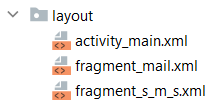 layout
activity_main.xml
fragment_mail.xml
fragment_s_m_s.xml